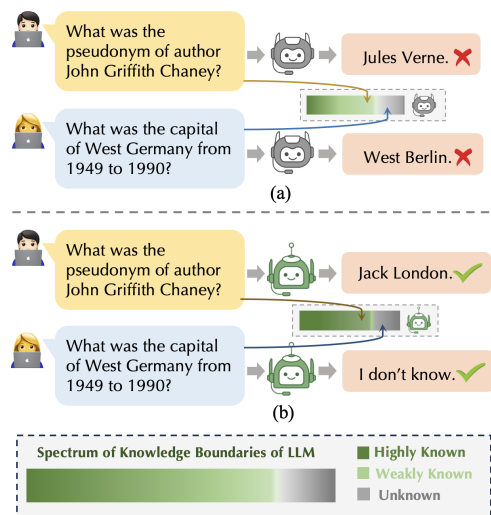 What was the
pseudonym of author
John Griffith Chaney?
Jules Verne.
What was the capital
of West Germany from
1949 to 1990?
West Berlin.
(a)
What was the
pseudonym of author
John Griffith Chaney?
Jack London.
What was the capital
of West Germany from
1949 to 1990?
I don't know.
(b)
Spectrum of Knowledge Boundaries of LLM
Highly Known
Weakly Known
Unknown